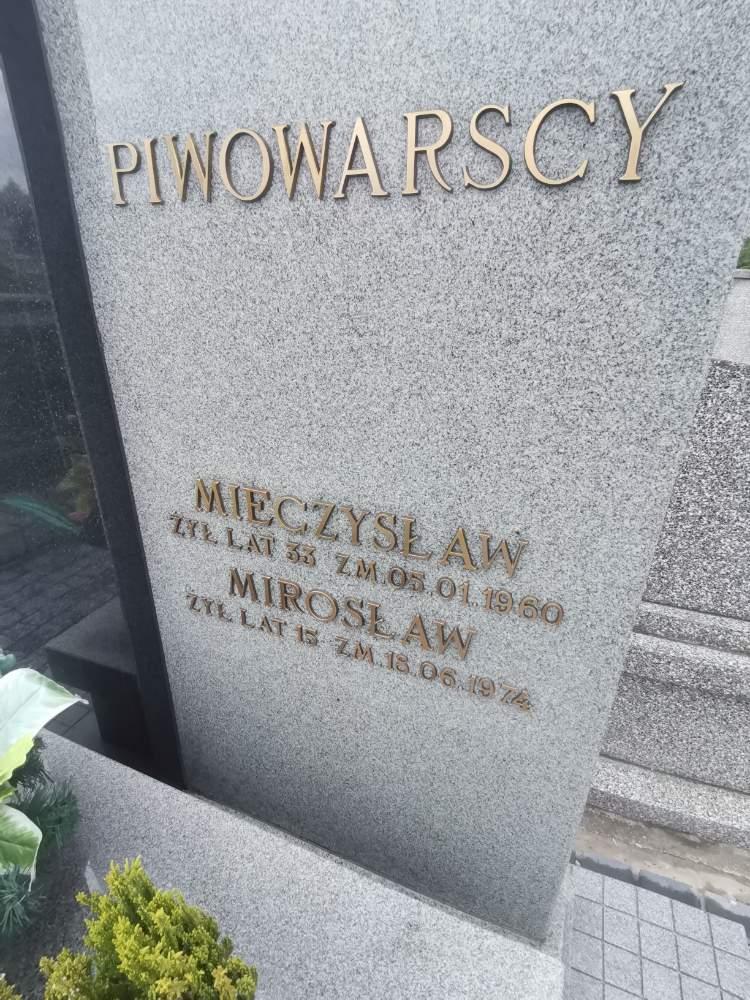 PIWOWARSCY
MIECZYSŁAW
ŻYŁ LAT 33 ZM.05.01.1960
MIROSŁAW
ŻYŁ LAT 15 ZM.18.06.1974